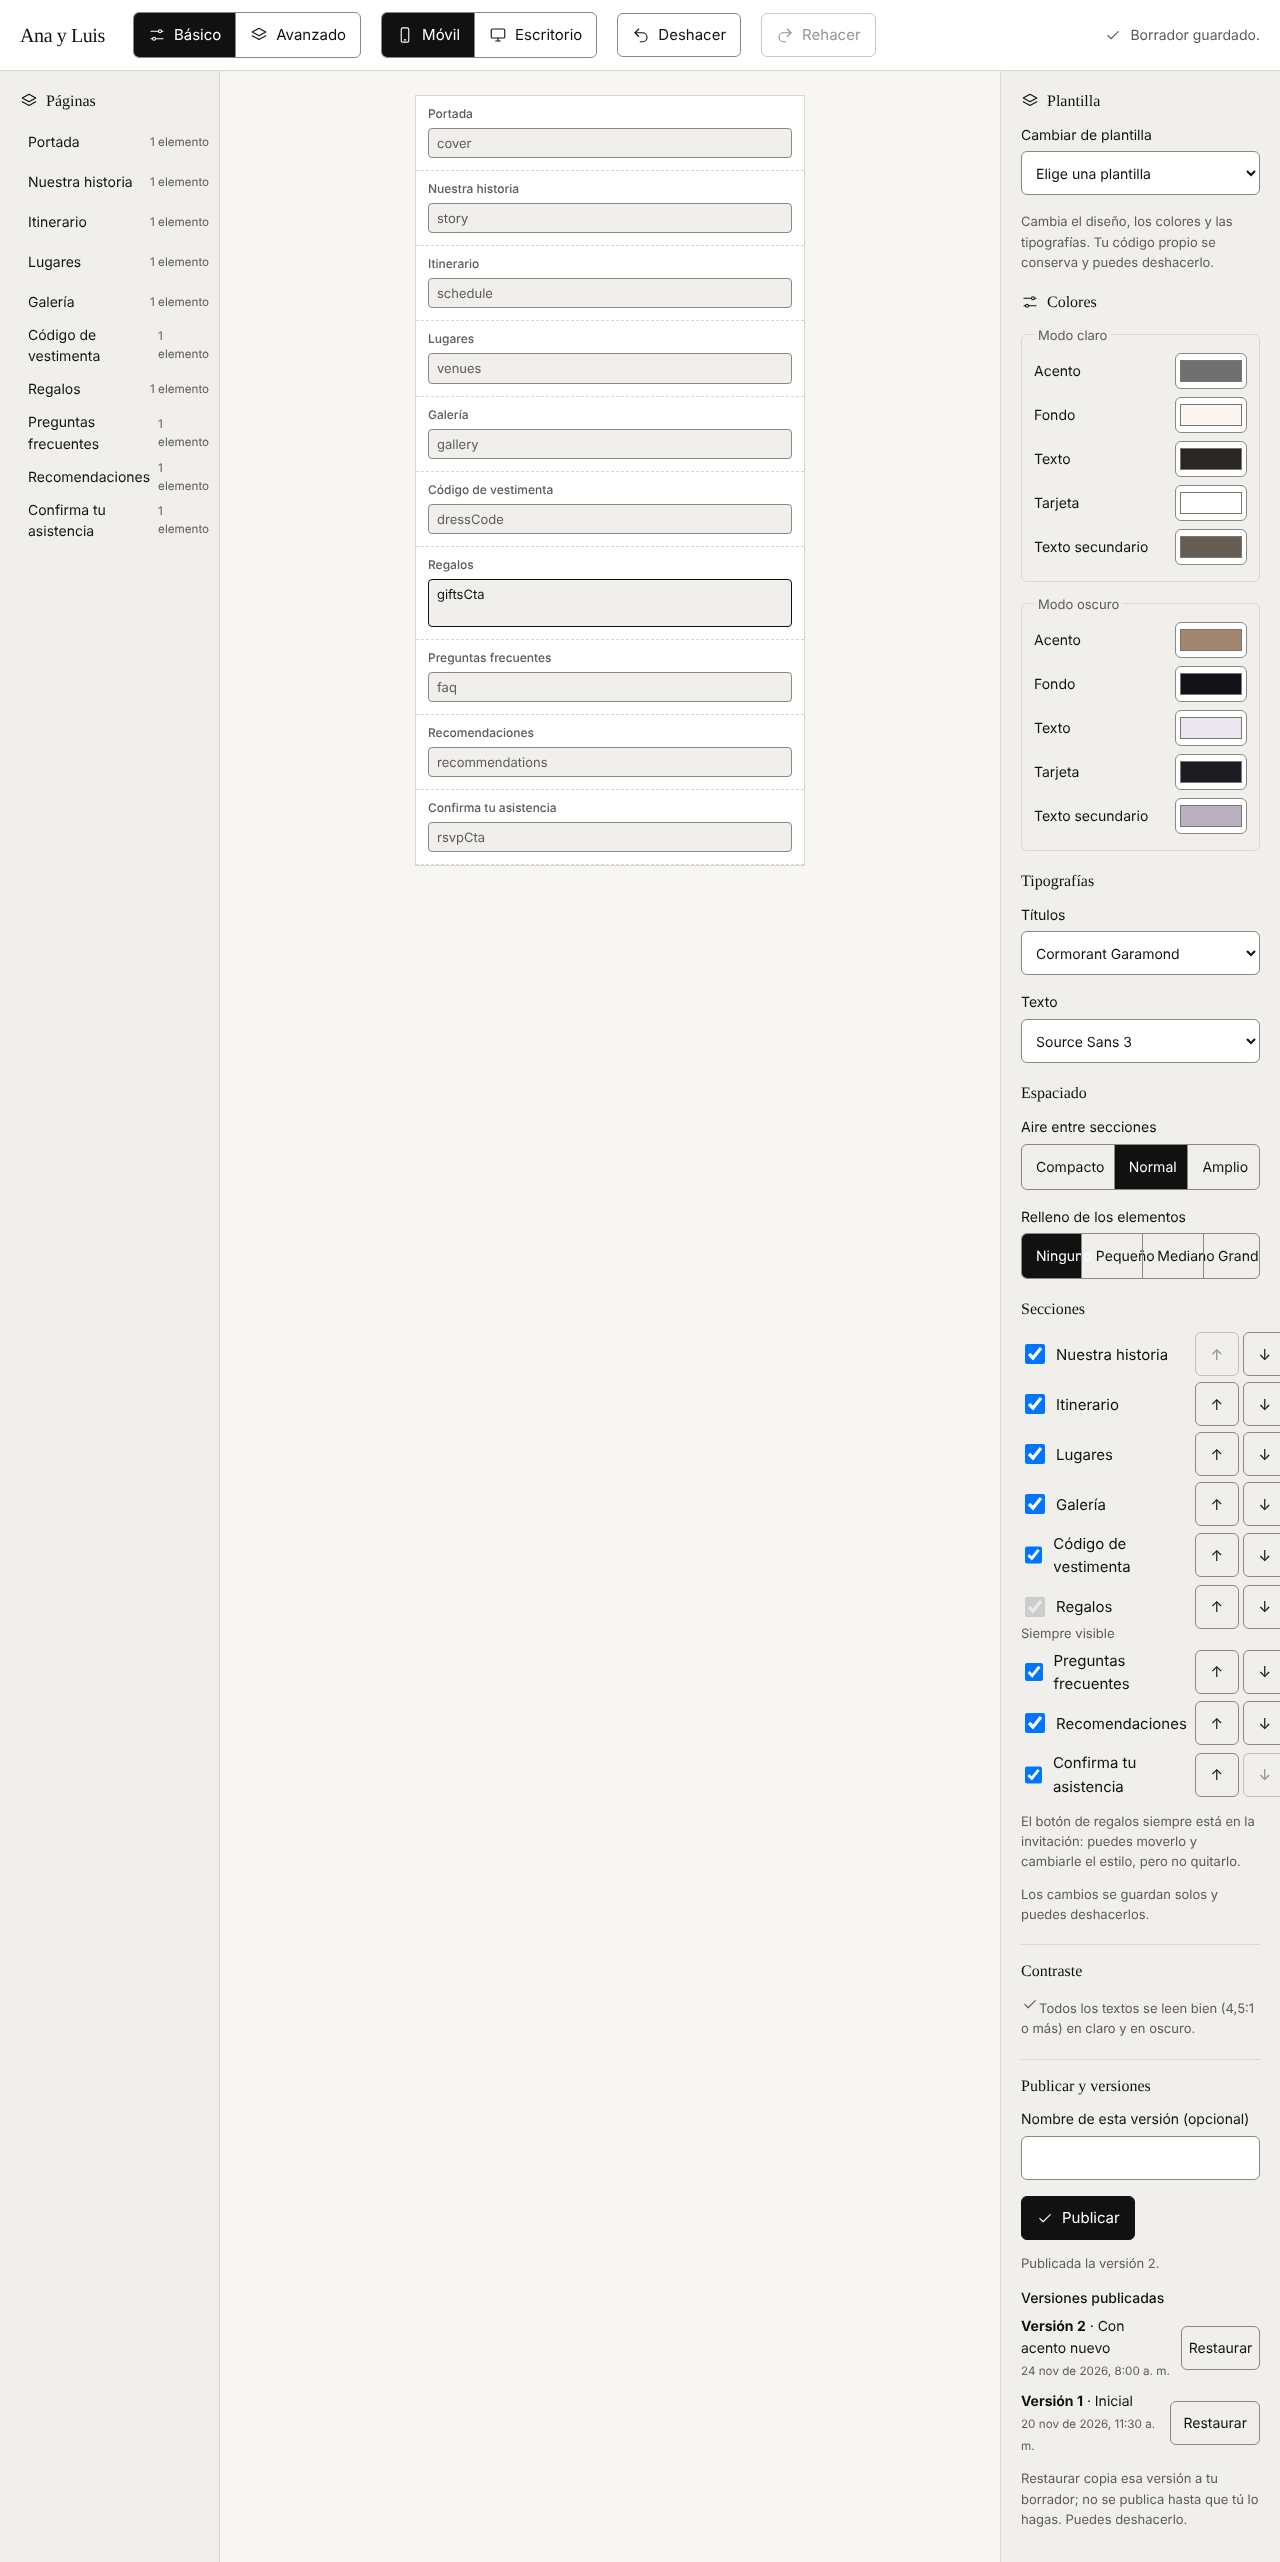 Ana y Luis
Básico
Avanzado
Móvil
Escritorio
Deshacer
Rehacer
Borrador guardado.
Páginas
Portada
1 elemento
Nuestra historia
1 elemento
Itinerario
1 elemento
Lugares
1 elemento
Galería
1 elemento
Código de
vestimenta
1
elemento
Regalos
1 elemento
Preguntas
frecuentes
1
elemento
Recomendaciones
1
elemento
Confirma tu
asistencia
1
elemento
Portada
cover
Nuestra historia
story
Itinerario
schedule
Lugares
venues
Galería
gallery
Código de vestimenta
dressCode
Regalos
giftsCta
Preguntas frecuentes
faq
Recomendaciones
recommendations
Confirma tu asistencia
rsvpCta
Plantilla
Cambiar de plantilla
Elige una plantilla
Cambia el diseño, los colores y las
tipografías. Tu código propio se
conserva y puedes deshacerlo.
Colores
Modo claro
Acento
Fondo
Texto
Tarjeta
Texto secundario
Modo oscuro
Acento
Fondo
Texto
Tarjeta
Texto secundario
Tipografías
Títulos
Cormorant Garamond
Texto
Source Sans 3
Espaciado
Aire entre secciones
Compacto
Normal
Amplio
Relleno de los elementos
Ningun
Pequeño
Mediano
Grand
Secciones
Nuestra historia
↑ ↓
Itinerario
↑ ↓
Lugares
↑ ↓
Galería
↑ ↓
Código de
vestimenta
↑ ↓
Regalos
↑ ↓
Siempre visible
Preguntas
frecuentes
↑ ↓
Recomendaciones
↑ ↓
Confirma tu
asistencia
↑ ↓
El botón de regalos siempre está en la
invitación: puedes moverlo y
cambiarle el estilo, pero no quitarlo.
Los cambios se guardan solos y
puedes deshacerlos.
Contraste
Todos los textos se leen bien (4,5:1
o más) en claro y en oscuro.
Publicar y versiones
Nombre de esta versión (opcional)
Publicar
Publicada la versión 2.
Versiones publicadas
Versión 2 · Con
acento nuevo
24 nov de 2026, 8:00 a. m.
Restaurar
Versión 1 · Inicial
20 nov de 2026, 11:30 a.
m.
Restaurar
Restaurar copia esa versión a tu
borrador; no se publica hasta que tú lo
hagas. Puedes deshacerlo.